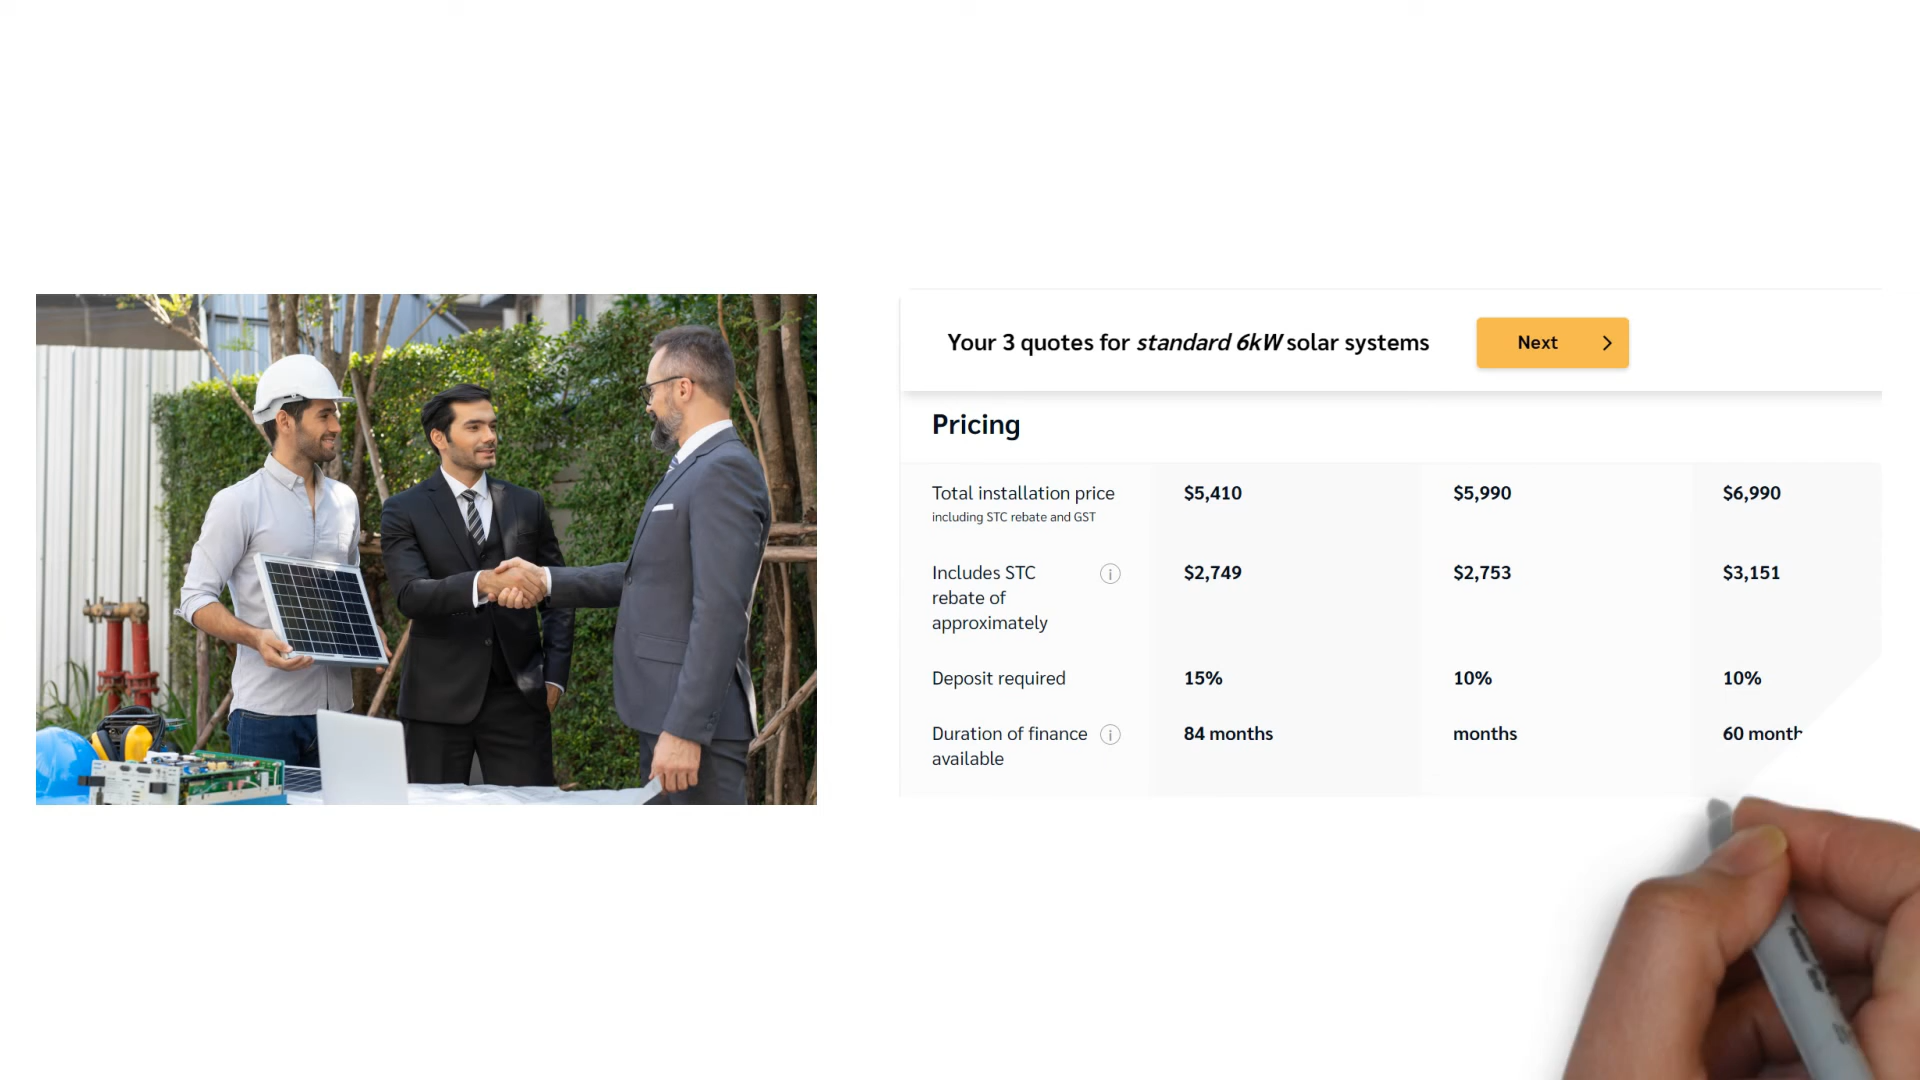 Your 3 quotes for standard 6kW solar systems
Next
Pricing
Total installation price $5,410 $5,990 $6,990
including STC rebate and GST
Includes STC $2,749 $2,753 $3,151
rebate of
approximately
Deposit required 15% 10% 10%
Duration of finance 84 months months 60 month
available